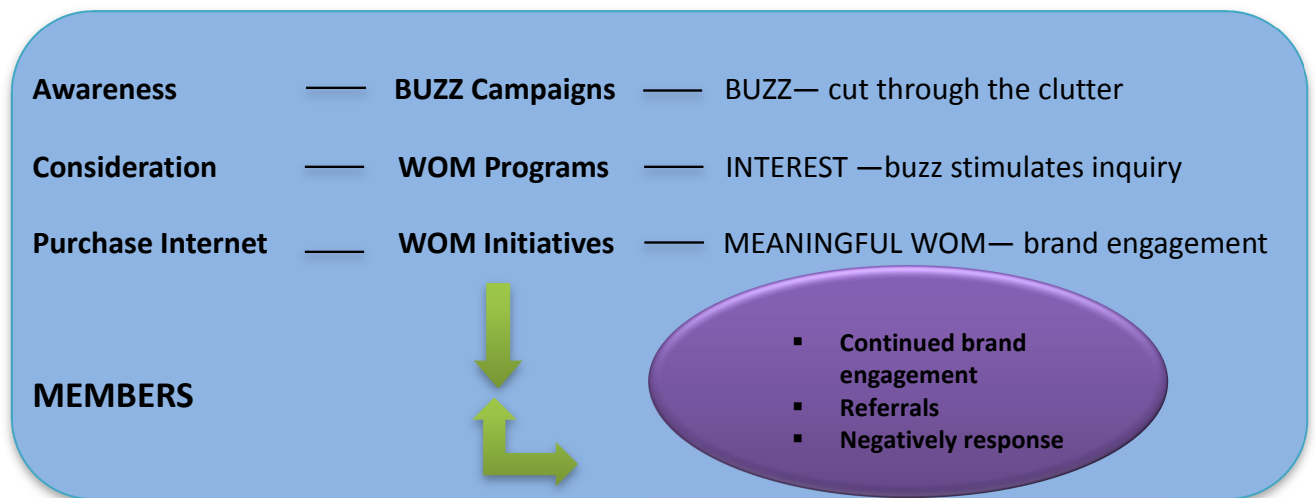 Awareness — BUZZ Campaigns — BUZZ— cut through the clutter
Consideration — WOM Programs — INTEREST —buzz stimulates inquiry
Purchase Internet — WOM Initiatives — MEANINGFUL WOM— brand engagement
MEMBERS
▪ Continued brand
engagement
▪ Referrals
▪ Negatively response